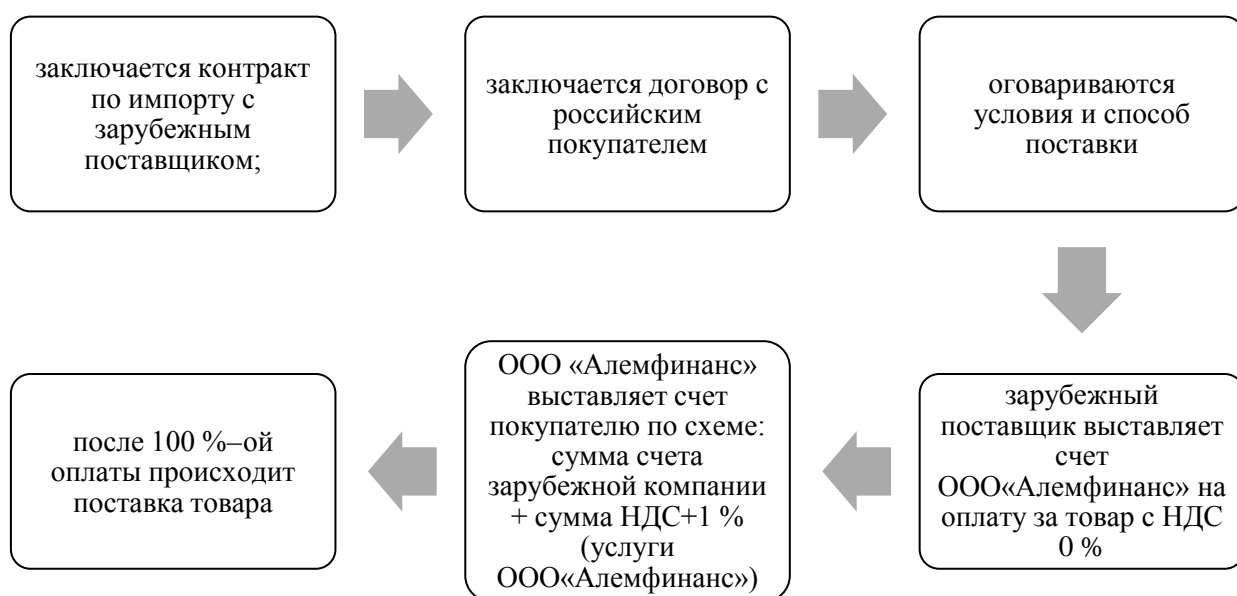 заключается контракт
по импорту с
зарубежным
поставщиком;
заключается договор с
российским
покупателем
оговариваются
условия и способ
поставки
зарубежный
поставщик выставляет
счет
ООО«Алемфинанс» на
оплату за товар с НДС
0 %
ООО «Алемфинанс»
выставляет счет
покупателю по схеме:
сумма счета
зарубежной компании
+ сумма НДС+1 %
(услуги
ООО«Алемфинанс»)
после 100 %–ой
оплаты происходит
поставка товара